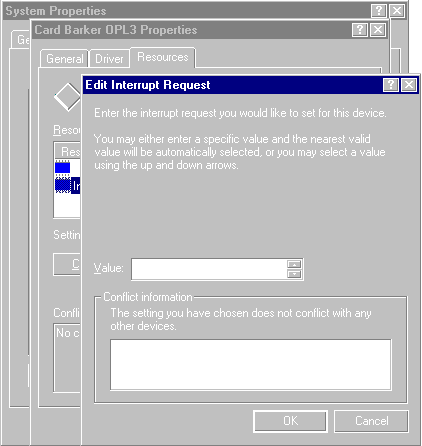 System Properties
Card Barker OPL3 Properties
General Driver Resources
Edit Interrupt Request
Enter the interrupt request you would like to set for this device.
You may either enter a specific value and the nearest valid
value will be automatically selected, or you may select a value
using the up and down arrows.
Value:
Conflict information
The setting you have chosen does not conflict with any
other devices.
OK Cancel
Ge
Resou
Res
In
Settin
C
Confli
No c